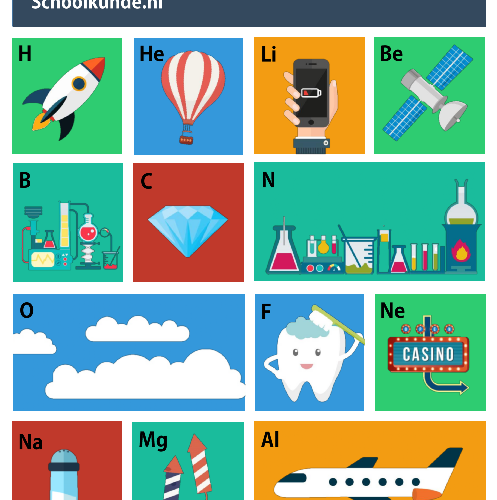 Schoolkunde.nl
H
He
Li
Be
B
C
N
O
F
Ne
CASINO
Na
Mg
Al